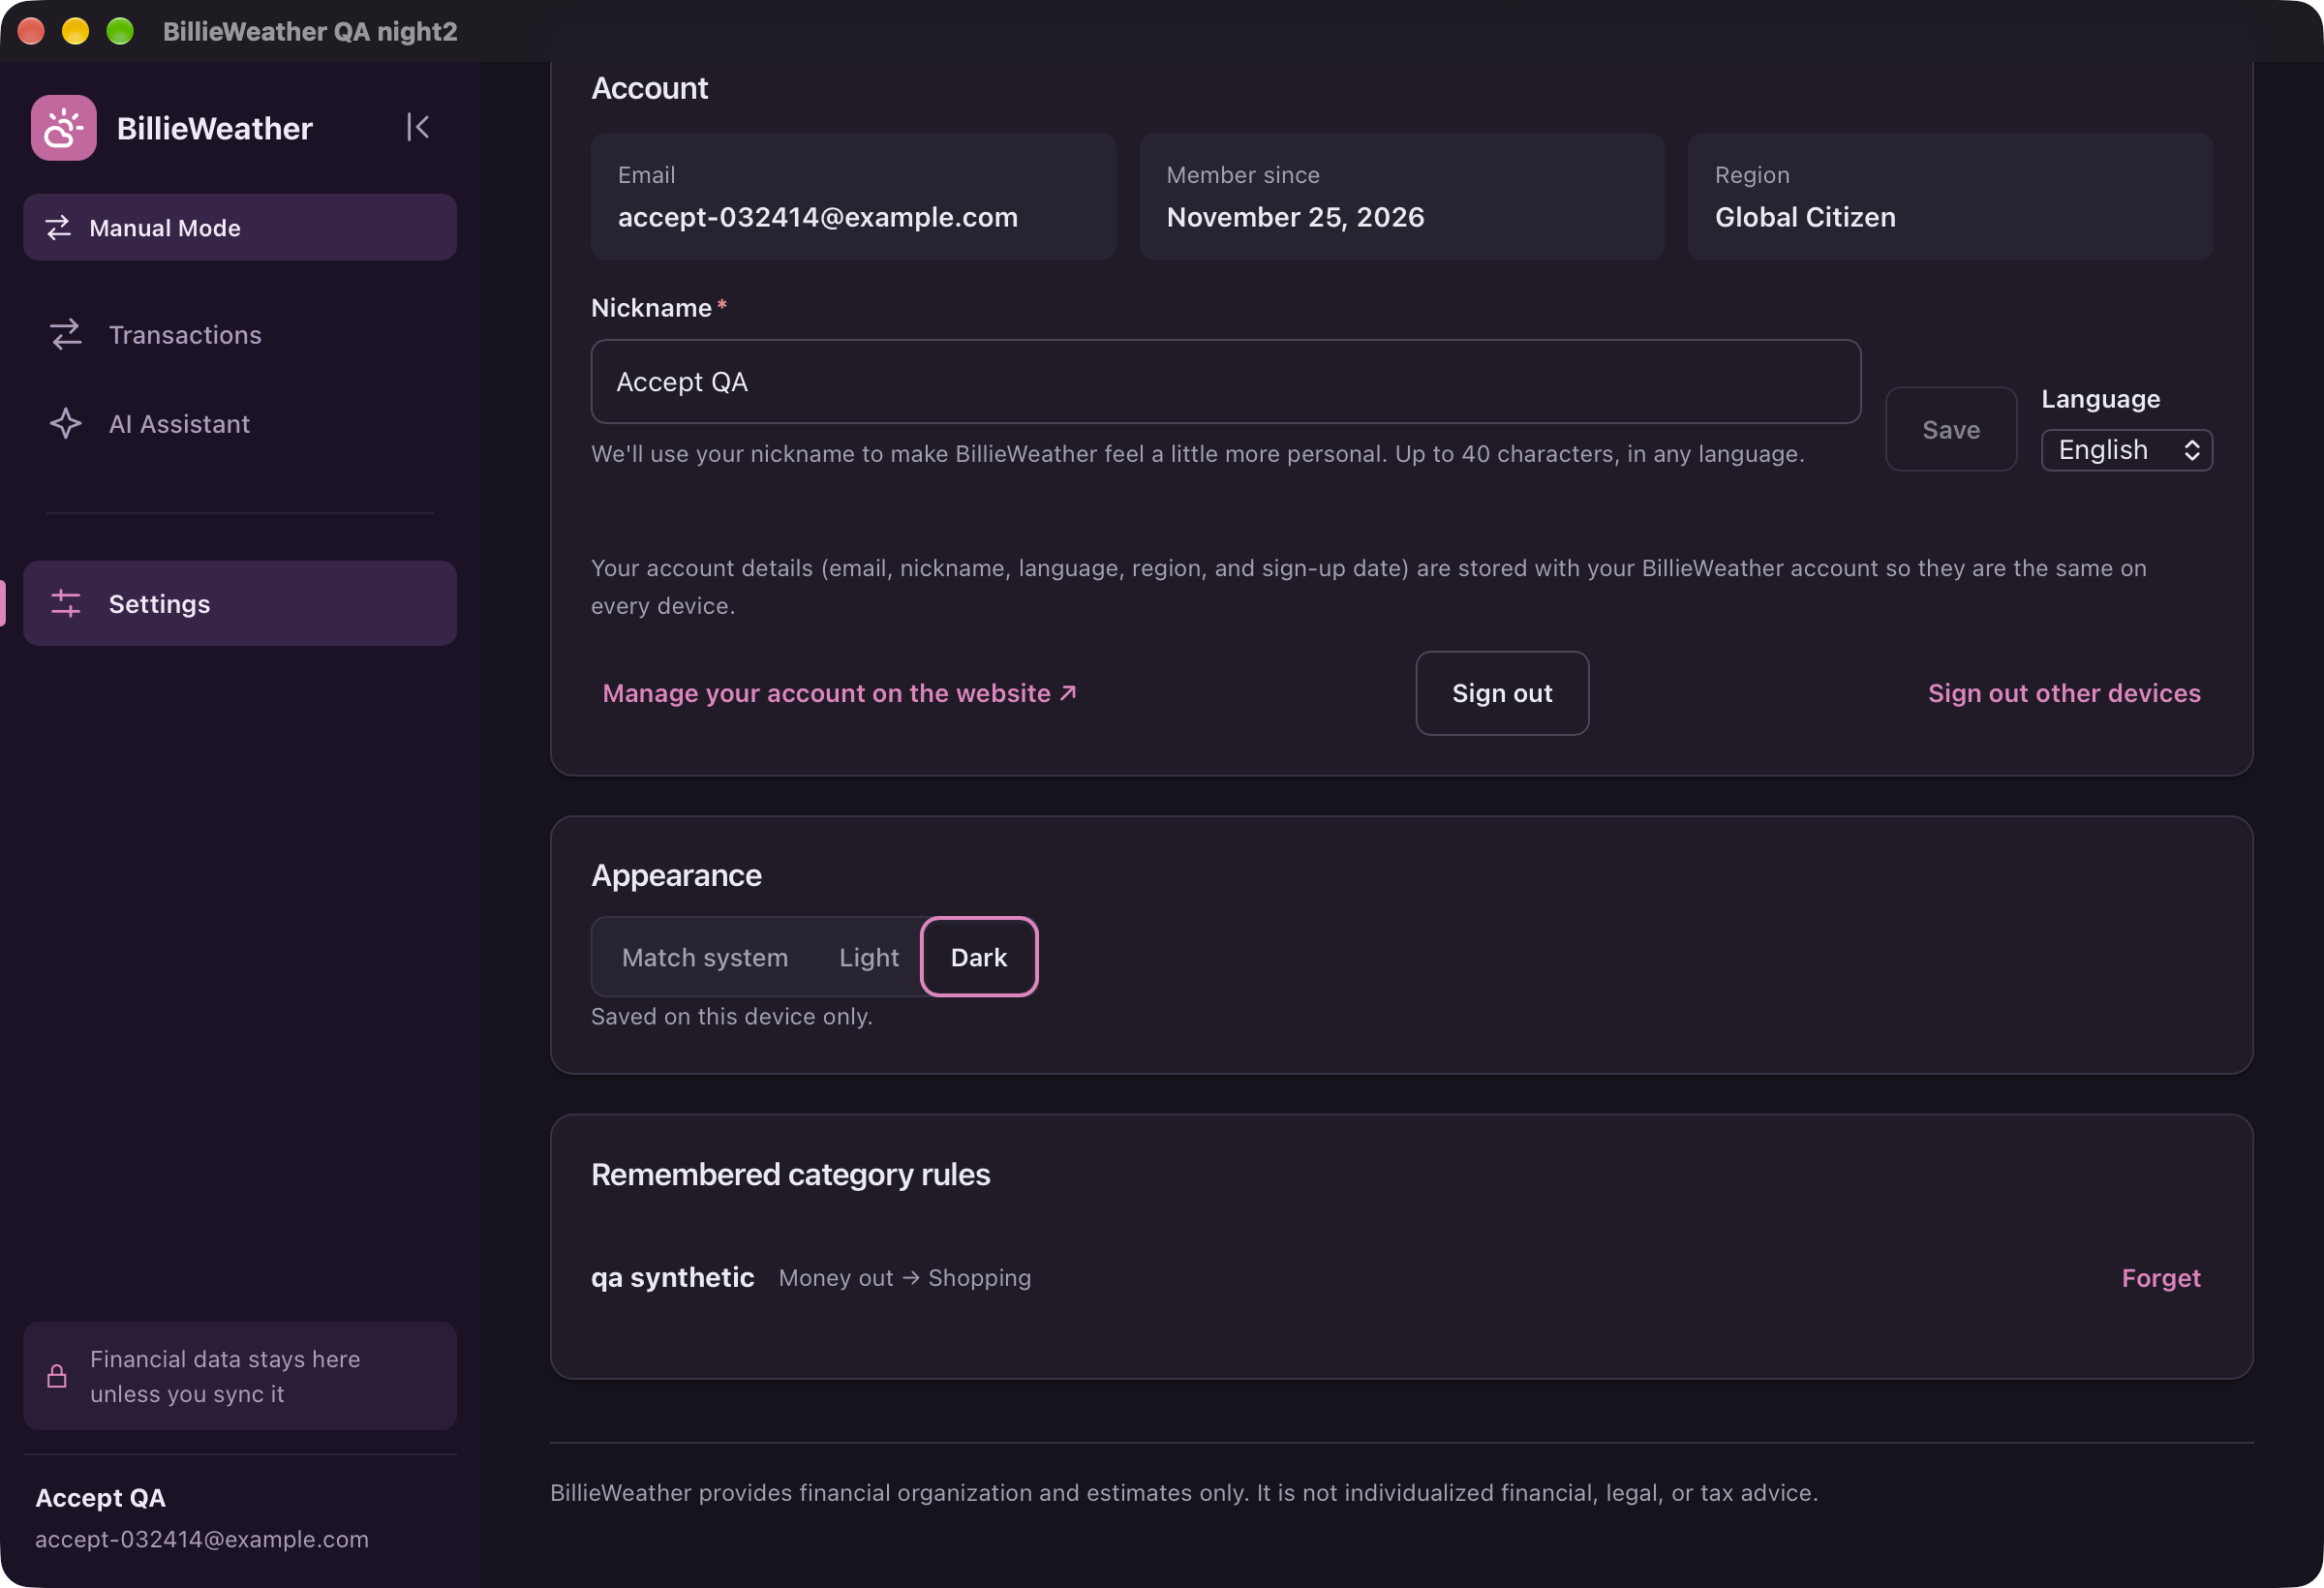 BillieWeather QA night2
BillieWeather
Manual Mode
Transactions
AI Assistant
Settings
Financial data stays here
unless you sync it
Accept QA
accept-032414@example.com
Account
Email
accept-032414@example.com
Member since
November 25, 2026
Region
Global Citizen
Nickname*
Accept QA
We'll use your nickname to make BillieWeather feel a little more personal. Up to 40 characters, in any language.
Save
Language
English
Your account details (email, nickname, language, region, and sign-up date) are stored with your BillieWeather account so they are the same on
every device.
Manage your account on the website ↗
Sign out
Sign out other devices
Appearance
Match system
Light
Dark
Saved on this device only.
Remembered category rules
qa synthetic Money out → Shopping
Forget
BillieWeather provides financial organization and estimates only. It is not individualized financial, legal, or tax advice.